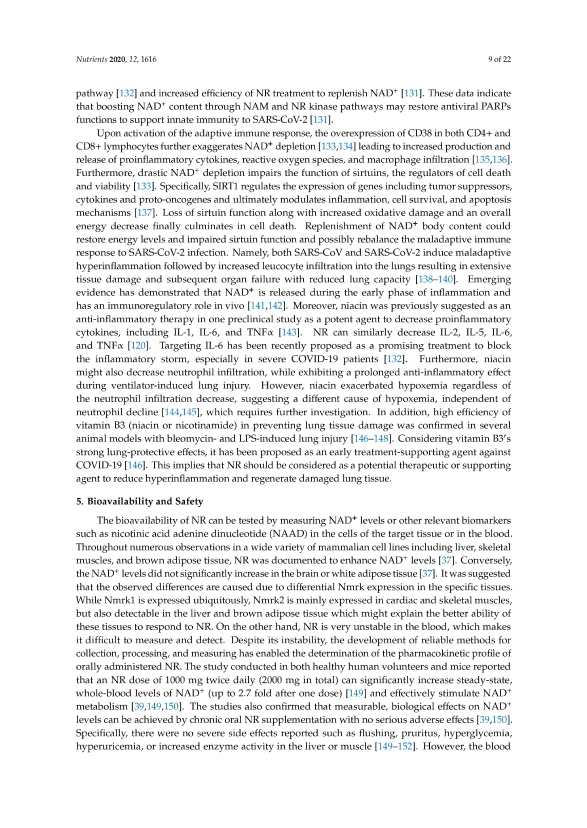 Nutrients 2020, 12, 1616
9 of 22
pathway [132] and increased efficiency of NR treatment to replenish NAD+ [131]. These data indicate
that boosting NAD+ content through NAM and NR kinase pathways may restore antiviral PARPs
functions to support innate immunity to SARS-CoV-2 [131].
Upon activation of the adaptive immune response, the overexpression of CD38 in both CD4+ and
CD8+ lymphocytes further exaggerates NAD+ depletion [133,134] leading to increased production and
release of proinflammatory cytokines, reactive oxygen species, and macrophage infiltration [135,136].
Furthermore, drastic NAD+ depletion impairs the function of sirtuins, the regulators of cell death
and viability [133]. Specifically, SIRT1 regulates the expression of genes including tumor suppressors,
cytokines and proto-oncogenes and ultimately modulates inflammation, cell survival, and apoptosis
mechanisms [137]. Loss of sirtuin function along with increased oxidative damage and an overall
energy decrease finally culminates in cell death. Replenishment of NAD+ body content could
restore energy levels and impaired sirtuin function and possibly rebalance the maladaptive immune
response to SARS-CoV-2 infection. Namely, both SARS-CoV and SARS-CoV-2 induce maladaptive
hyperinflammation followed by increased leucocyte infiltration into the lungs resulting in extensive
tissue damage and subsequent organ failure with reduced lung capacity [138–140]. Emerging
evidence has demonstrated that NAD+ is released during the early phase of inflammation and
has an immunoregulatory role in vivo [141,142]. Moreover, niacin was previously suggested as an
anti-inflammatory therapy in one preclinical study as a potent agent to decrease proinflammatory
cytokines, including IL-1, IL-6, and TNFα [143]. NR can similarly decrease IL-2, IL-5, IL-6,
and TNFα [120]. Targeting IL-6 has been recently proposed as a promising treatment to block
the inflammatory storm, especially in severe COVID-19 patients [132]. Furthermore, niacin
might also decrease neutrophil infiltration, while exhibiting a prolonged anti-inflammatory effect
during ventilator-induced lung injury. However, niacin exacerbated hypoxemia regardless of
the neutrophil infiltration decrease, suggesting a different cause of hypoxemia, independent of
neutrophil decline [144,145], which requires further investigation. In addition, high efficiency of
vitamin B3 (niacin or nicotinamide) in preventing lung tissue damage was confirmed in several
animal models with bleomycin- and LPS-induced lung injury [146–148]. Considering vitamin B3's
strong lung-protective effects, it has been proposed as an early treatment-supporting agent against
COVID-19 [146]. This implies that NR should be considered as a potential therapeutic or supporting
agent to reduce hyperinflammation and regenerate damaged lung tissue.
5. Bioavailability and Safety
The bioavailability of NR can be tested by measuring NAD+ levels or other relevant biomarkers
such as nicotinic acid adenine dinucleotide (NAAD) in the cells of the target tissue or in the blood.
Throughout numerous observations in a wide variety of mammalian cell lines including liver, skeletal
muscles, and brown adipose tissue, NR was documented to enhance NAD+ levels [37]. Conversely,
the NAD+ levels did not significantly increase in the brain or white adipose tissue [37]. It was suggested
that the observed differences are caused due to differential Nmrk expression in the specific tissues.
While Nmrk1 is expressed ubiquitously, Nmrk2 is mainly expressed in cardiac and skeletal muscles,
but also detectable in the liver and brown adipose tissue which might explain the better ability of
these tissues to respond to NR. On the other hand, NR is very unstable in the blood, which makes
it difficult to measure and detect. Despite its instability, the development of reliable methods for
collection, processing, and measuring has enabled the determination of the pharmacokinetic profile of
orally administered NR. The study conducted in both healthy human volunteers and mice reported
that an NR dose of 1000 mg twice daily (2000 mg in total) can significantly increase steady-state,
whole-blood levels of NAD+ (up to 2.7 fold after one dose) [149] and effectively stimulate NAD+
metabolism [39,149,150]. The studies also confirmed that measurable, biological effects on NAD+
levels can be achieved by chronic oral NR supplementation with no serious adverse effects [39,150].
Specifically, there were no severe side effects reported such as flushing, pruritus, hyperglycemia,
hyperuricemia, or increased enzyme activity in the liver or muscle [149–152]. However, the blood